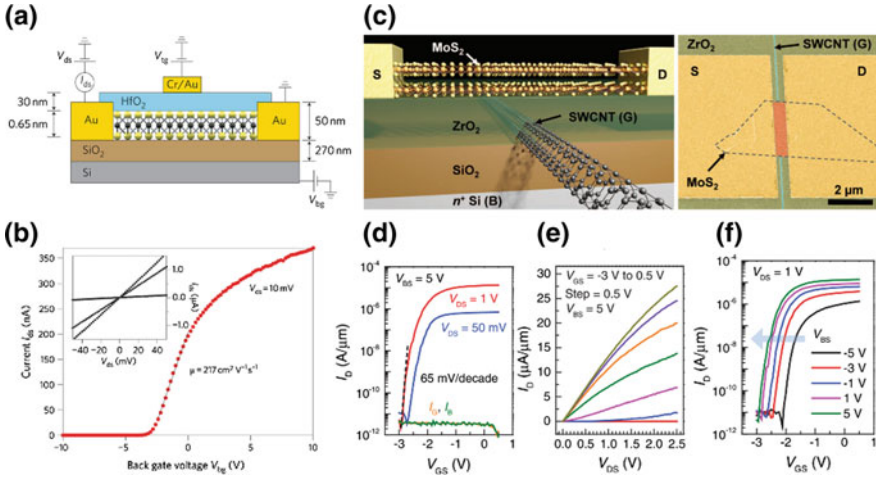 (a)
V_ds
V_tg
I_ds
Cr/Au
30 nm
HfO₂
0.65 nm
Au
Au
50 nm
SiO₂
270 nm
Si
V_bg
(b)
Current I_ds (nA)
350
300
250
200
150
100
50
0
-10
-5
0
5
10
Back gate voltage V_bg (V)
V_ds = 10 mV
μ = 217 cm² V⁻¹ s⁻¹
1.0
0.0
-1.0
I_ds (μA)
-40
-20
0
20
40
V_ds (mV)
(c)
MoS₂
S
D
SWCNT (G)
ZrO₂
SiO₂
n⁺ Si (B)
ZrO₂
SWCNT (G)
S
D
MoS₂
2 μm
(d)
I_D (A/μm)
10⁻⁴
10⁻⁶
10⁻⁸
10⁻¹⁰
10⁻¹²
V_BS = 5 V
V_DS = 1 V
V_DS = 50 mV
65 mV/decade
I_G, I_B
-3
-2
-1
0
1
V_GS (V)
(e)
I_D (μA/μm)
30
25
20
15
10
5
0
V_GS = -3 V to 0.5 V
Step = 0.5 V
V_BS = 5 V
0.0
0.5
1.0
1.5
2.0
2.5
V_DS (V)
(f)
I_D (A/μm)
10⁻⁴
10⁻⁶
10⁻⁸
10⁻¹⁰
10⁻¹²
V_DS = 1 V
V_BS
-5 V
-3 V
-1 V
1 V
5 V
-3
-2
-1
0
1
V_GS (V)